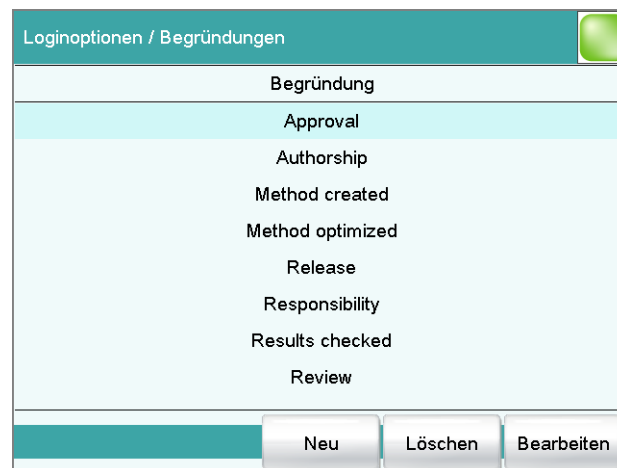 Loginoptionen / Begründungen
Begründung
Approval
Authorship
Method created
Method optimized
Release
Responsibility
Results checked
Review
Neu Löschen Bearbeiten